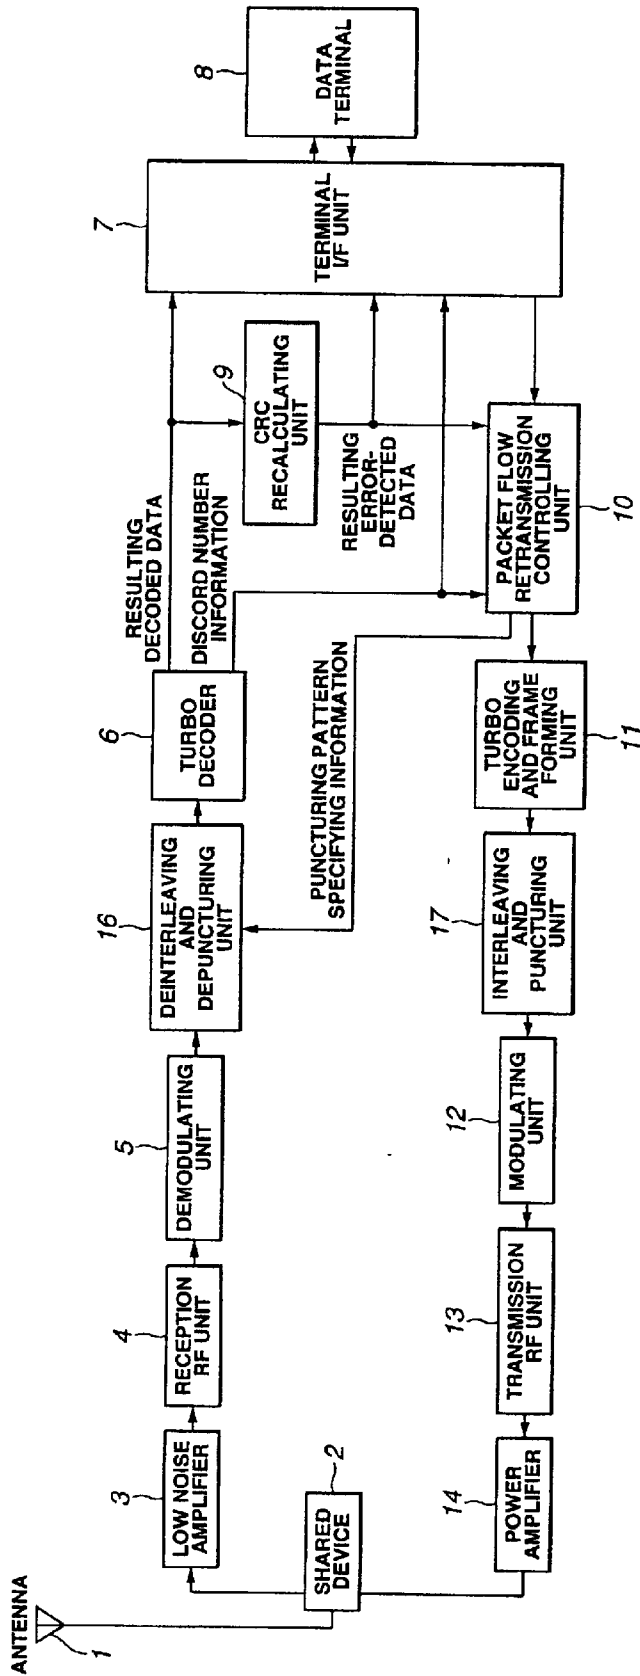 ANTENNA
1
SHARED
DEVICE
2
LOW NOISE
AMPLIFIER
3
RECEPTION
RF UNIT
4
DEMODULATING
UNIT
5
DEINTERLEAVING
AND
DEPUNCTURING
UNIT
16
TURBO
DECODER
6
RESULTING
DECODED DATA
DISCORD NUMBER
INFORMATION
CRC
RECALCULATING
UNIT
9
RESULTING
ERROR-
DETECTED
DATA
TERMINAL
I/F UNIT
7
DATA
TERMINAL
8
PUNCTURING PATTERN
SPECIFYING INFORMATION
PACKET FLOW
RETRANSMISSION
CONTROLLING
UNIT
10
TURBO
ENCODING
AND FRAME
FORMING
UNIT
11
INTERLEAVING
AND
PUNCTURING
UNIT
17
MODULATING
UNIT
12
TRANSMISSION
RF UNIT
13
POWER
AMPLIFIER
14